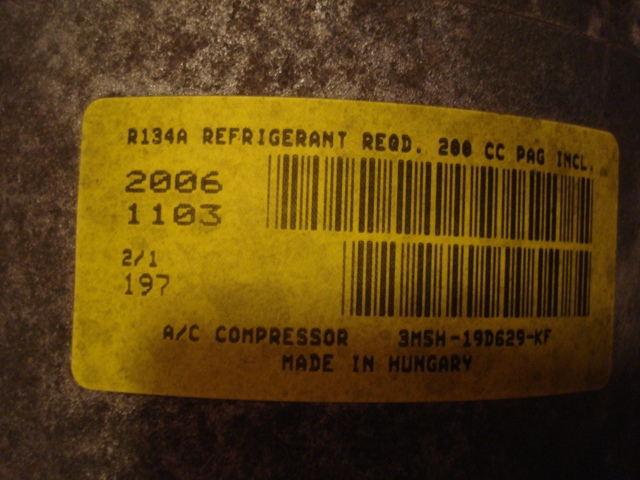 R134A REFRIGERANT REQD. 200 CC PAG INCL.
2006
1103
2/1
197
A/C COMPRESSOR 3M5H-19D629-KF
MADE IN HUNGARY